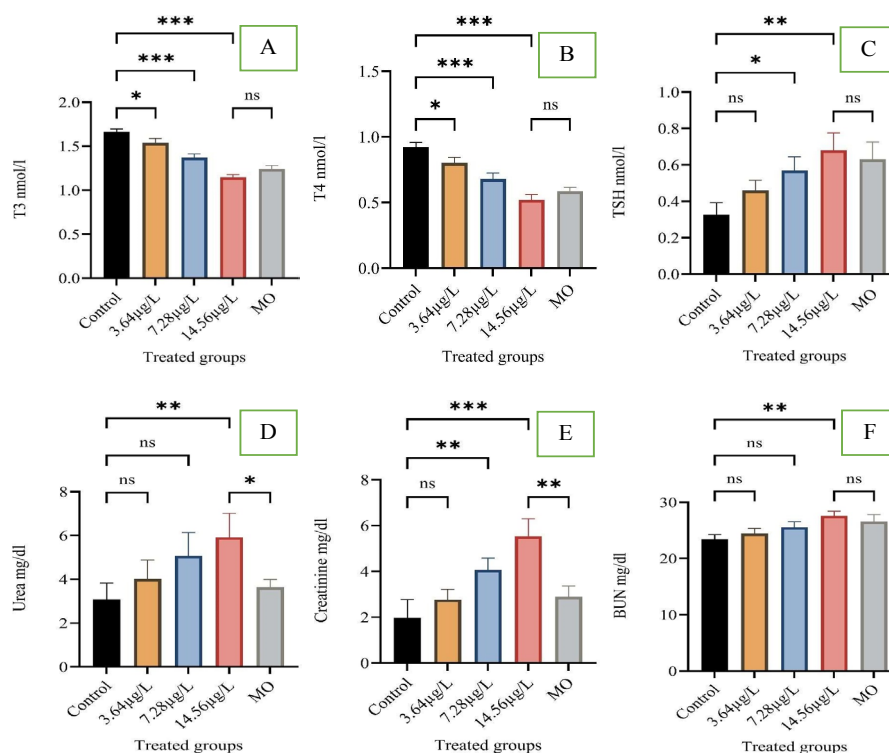 ***
A
***
*
ns
2.0
1.5
1.0
0.5
0.0
T3 nmol/l
Control
3.64µg/L
7.28µg/L
14.56µg/L
MO
Treated groups
***
B
***
*
ns
1.5
1.0
0.5
0.0
T4 nmol/l
Control
3.64µg/L
7.28µg/L
14.56µg/L
MO
Treated groups
**
C
*
ns
ns
1.0
0.8
0.6
0.4
0.2
0.0
TSH nmol/l
Control
3.64µg/L
7.28µg/L
14.56µg/L
MO
Treated groups
**
D
ns
ns
*
8
6
4
2
0
Urea mg/dl
Control
3.64µg/L
7.28µg/L
14.56µg/L
MO
Treated groups
***
E
**
ns
**
8
6
4
2
0
Creatinine mg/dl
Control
3.64µg/L
7.28µg/L
14.56µg/L
MO
Treated groups
**
F
ns
ns
ns
30
20
10
0
BUN mg/dl
Control
3.64µg/L
7.28µg/L
14.56µg/L
MO
Treated groups